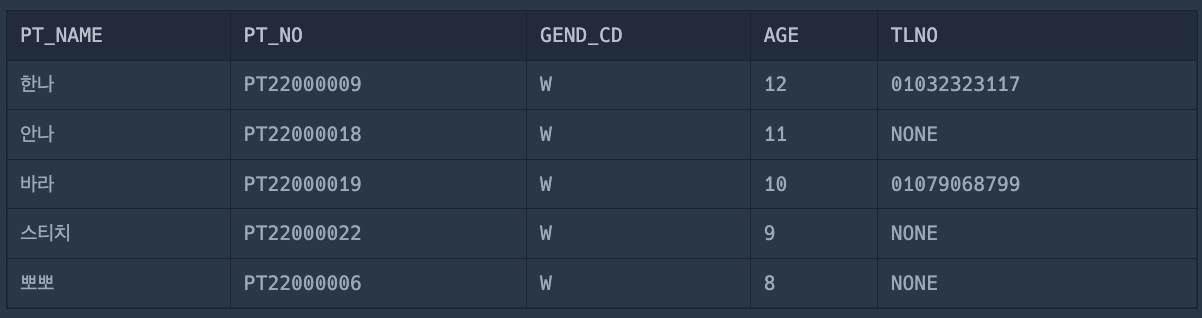 PT_NAME PT_NO GEND_CD AGE TLNO
한나 PT22000009 W 12 01032323117
안나 PT22000018 W 11 NONE
바라 PT22000019 W 10 01079068799
스티치 PT22000022 W 9 NONE
뽀뽀 PT22000006 W 8 NONE